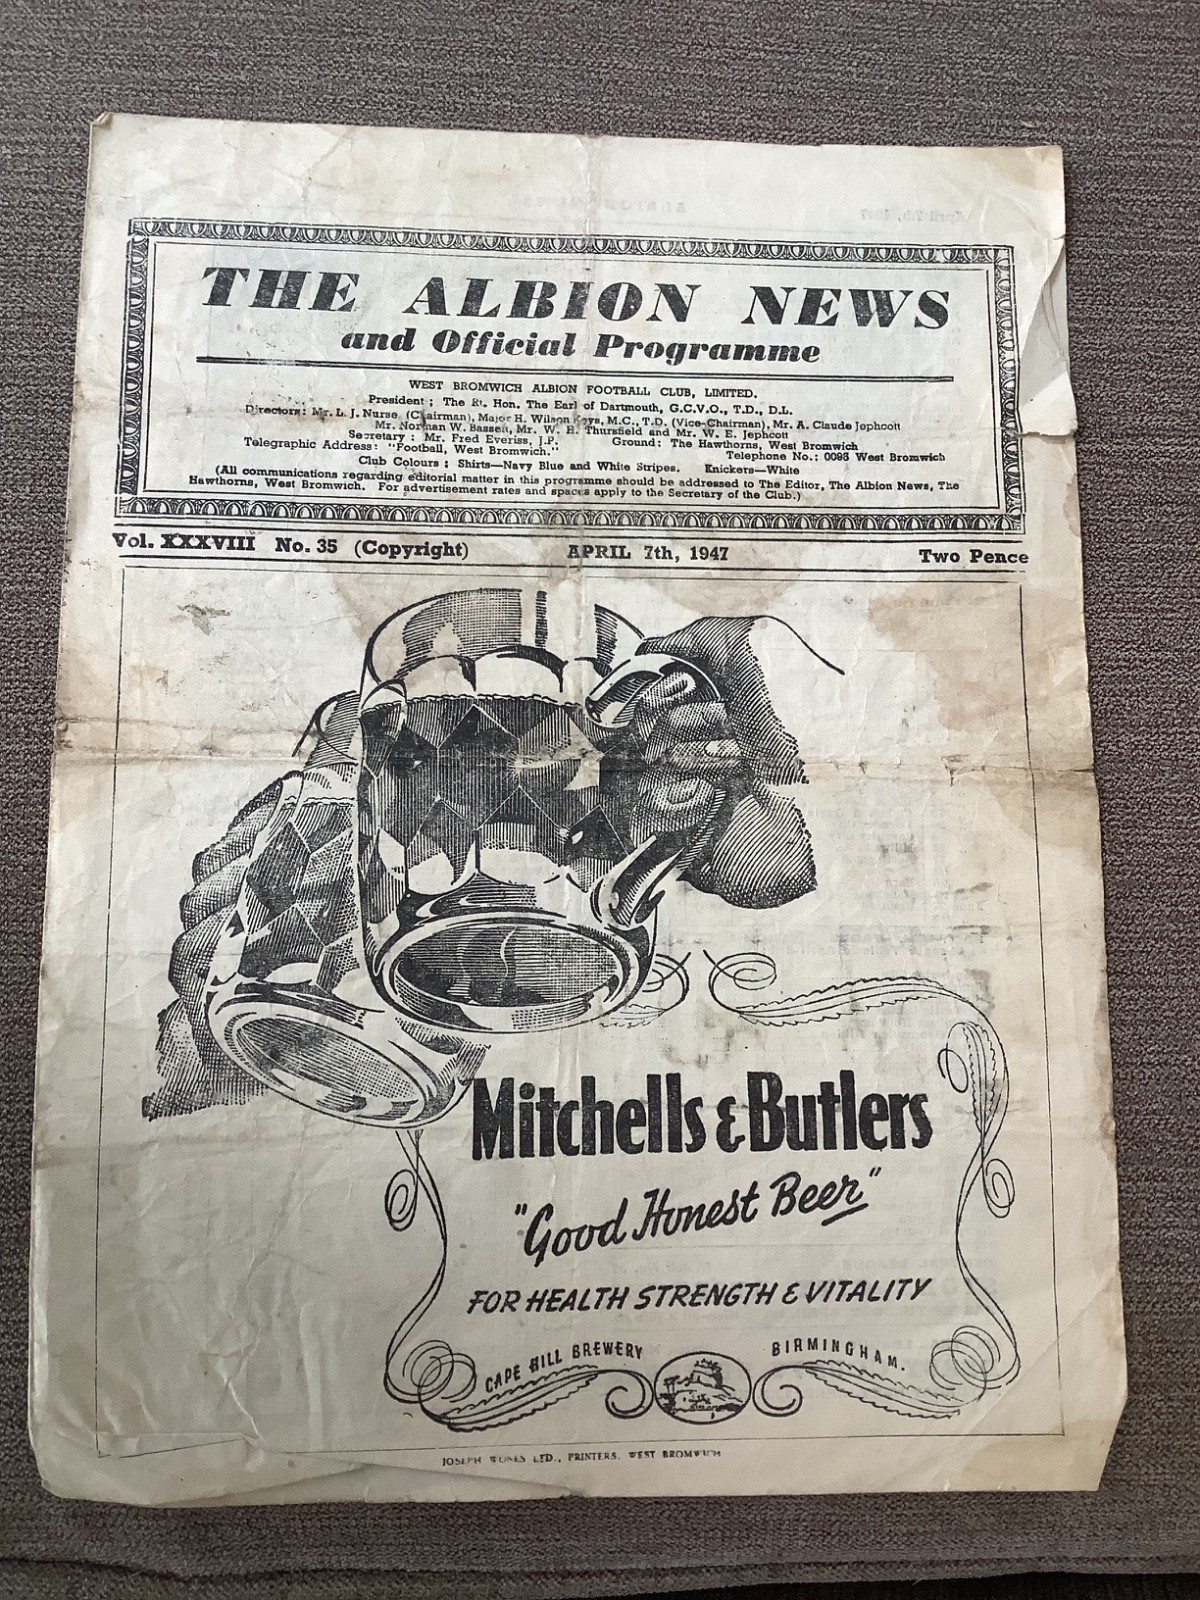 THE ALBION NEWS
and Official Programme
WEST BROMWICH ALBION FOOTBALL CLUB, LIMITED.
President : The Rt. Hon. The Earl of Dartmouth, G.C.V.O., T.D., D.L.
Directors: Mr. L. J. Nurse, (Chairman), Major H. Wilson Keys, M.C., T.D. (Vice-Chairman), Mr. A. Claude Jephcott
Mr. Norman W. Bassett, Mr. W. H. Thursfield and Mr. W. E. Jephcott
Secretary : Mr. Fred Everiss, J.P. Ground: The Hawthorns, West Bromwich
Telegraphic Address: "Football, West Bromwich." Telephone No.: 0095 West Bromwich
Club Colours : Shirts—Navy Blue and White Stripes. Knickers—White
(All communications regarding editorial matter in this programme should be addressed to The Editor, The Albion News, The
Hawthorns, West Bromwich. For advertisement rates and spaces apply to the Secretary of the Club.)
Vol. XXXVIII No. 35 (Copyright) APRIL 7th, 1947 Two Pence
Mitchells & Butlers
"Good Honest Beer"
FOR HEALTH STRENGTH & VITALITY
CAPE HILL BREWERY BIRMINGHAM.
JOSEPH WONES LTD., PRINTERS, WEST BROMWICH